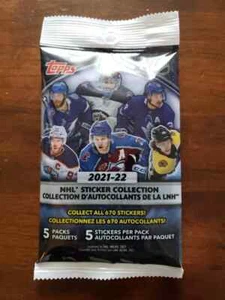 Topps
2021-22
NHL® STICKER COLLECTION
COLLECTION D'AUTOCOLLANTS DE LA LNH™
COLLECT ALL 670 STICKERS!
COLLECTIONNEZ LES 670 AUTOCOLLANTS!
5 PACKS PAQUETS
5 STICKERS PER PACK AUTOCOLLANTS PAR PAQUET